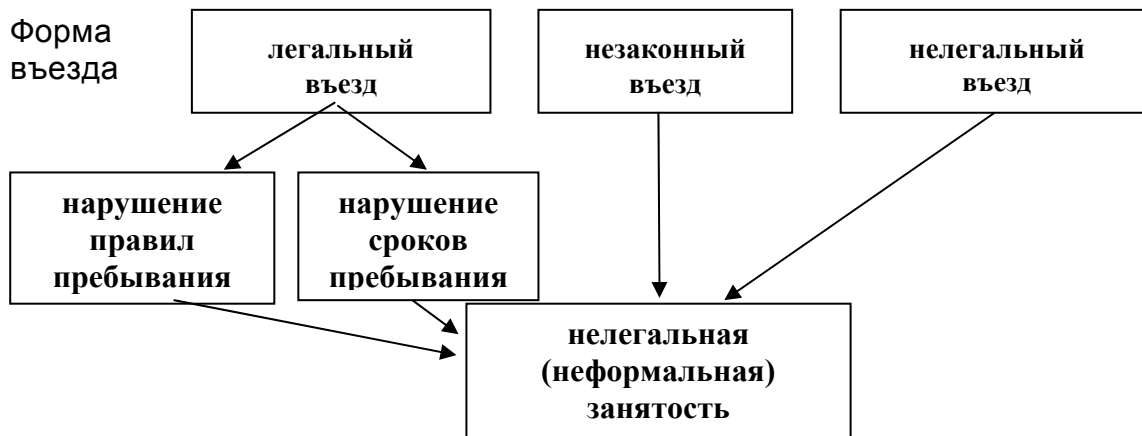 Форма
въезда
легальный
въезд
незаконный
въезд
нелегальный
въезд
нарушение
правил
пребывания
нарушение
сроков
пребывания
нелегальная
(неформальная)
занятость